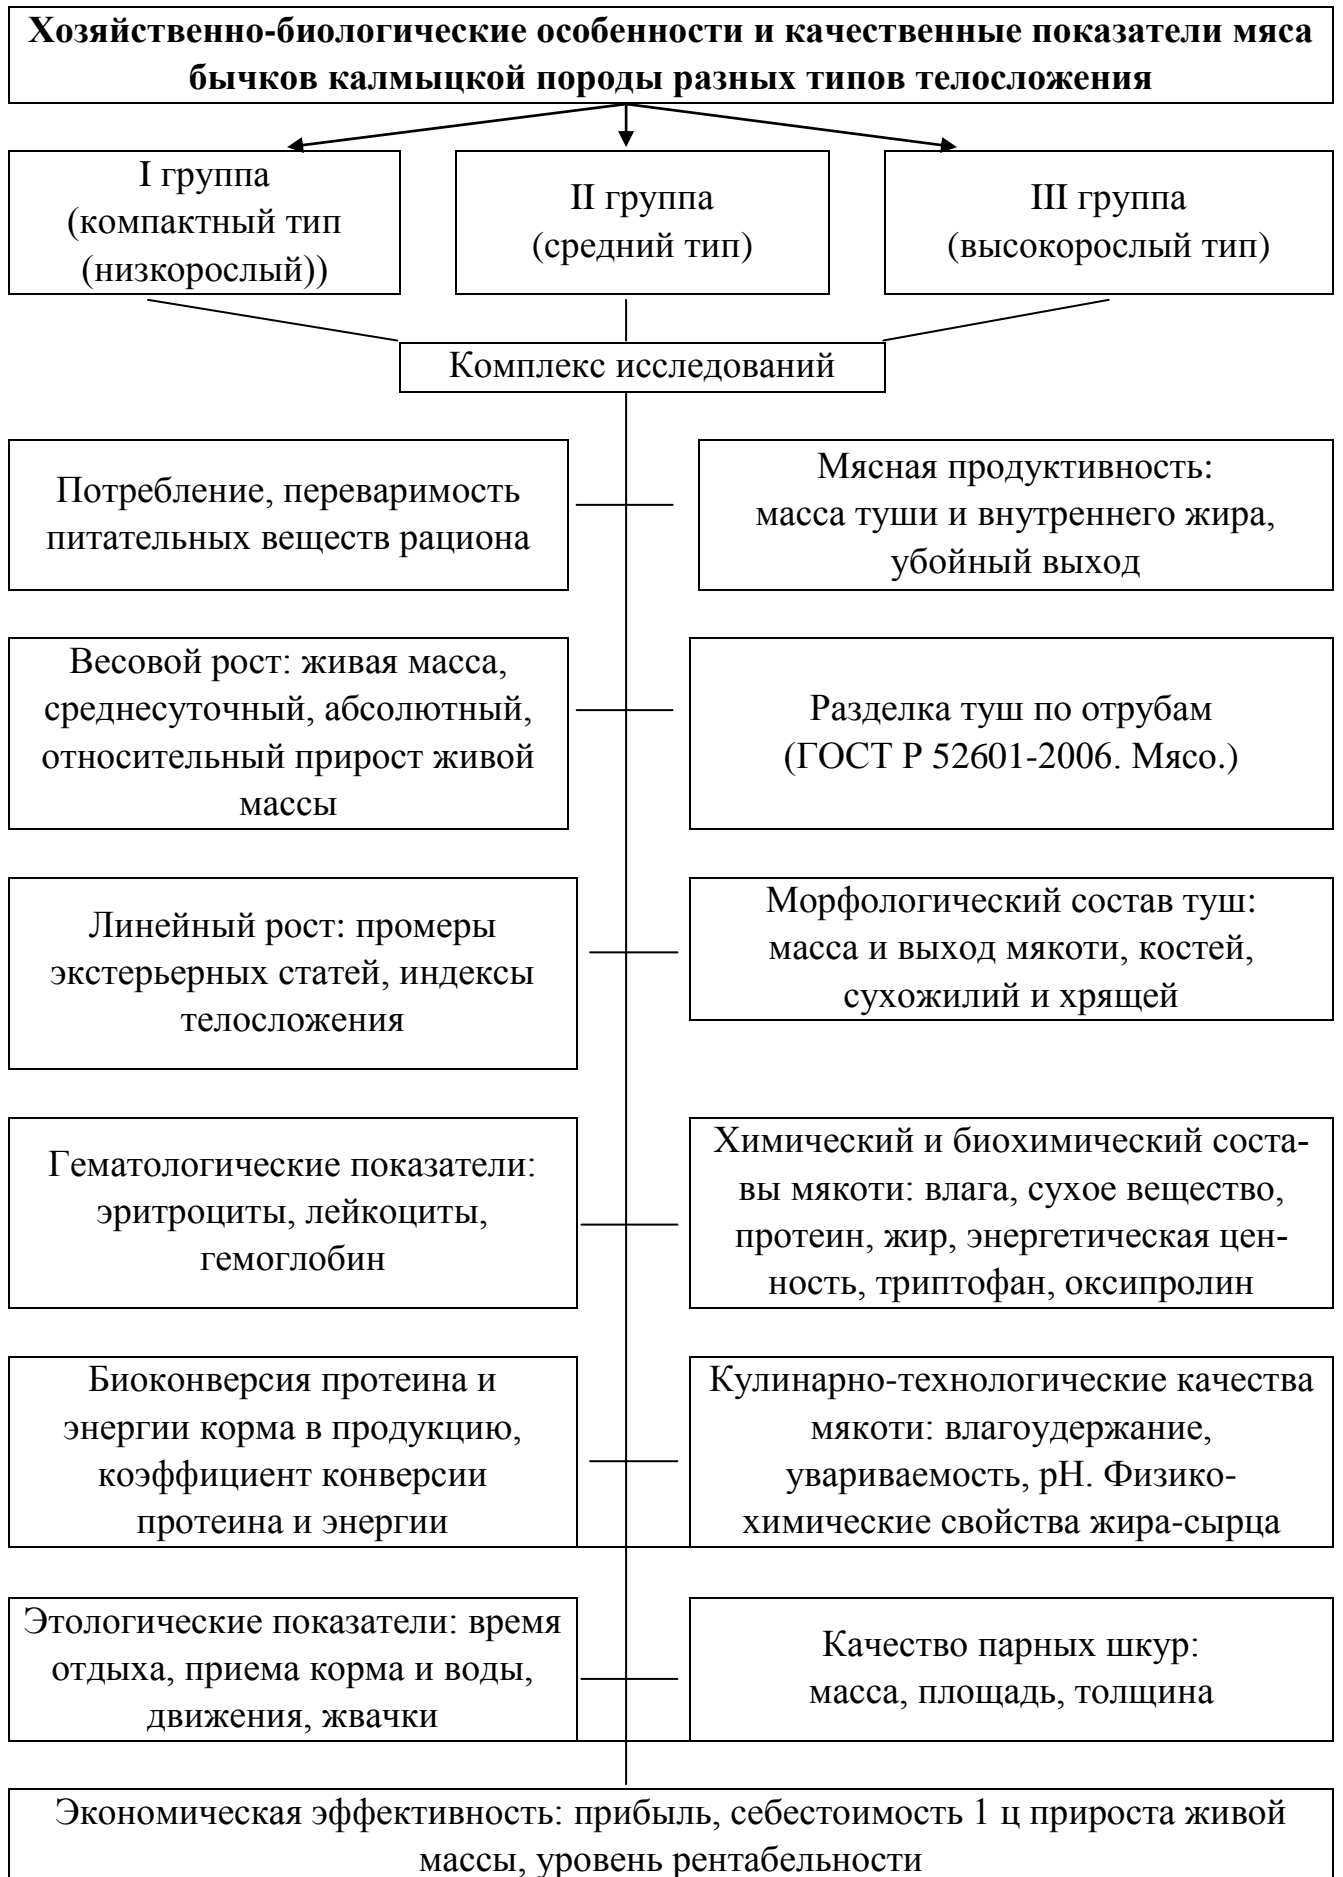 Хозяйственно-биологические особенности и качественные показатели мяса
бычков калмыцкой породы разных типов телосложения
I группа
(компактный тип
(низкорослый))
II группа
(средний тип)
III группа
(высокорослый тип)
Комплекс исследований
Потребление, переваримость
питательных веществ рациона
Мясная продуктивность:
масса туши и внутреннего жира,
убойный выход
Весовой рост: живая масса,
среднесуточный, абсолютный,
относительный прирост живой
массы
Разделка туш по отрубам
(ГОСТ Р 52601-2006. Мясо.)
Линейный рост: промеры
экстерьерных статей, индексы
телосложения
Морфологический состав туш:
масса и выход мякоти, костей,
сухожилий и хрящей
Гематологические показатели:
эритроциты, лейкоциты,
гемоглобин
Химический и биохимический соста-
вы мякоти: влага, сухое вещество,
протеин, жир, энергетическая цен-
ность, триптофан, оксипролин
Биоконверсия протеина и
энергии корма в продукцию,
коэффициент конверсии
протеина и энергии
Кулинарно-технологические качества
мякоти: влагоудержание,
увариваемость, pH. Физико-
химические свойства жира-сырца
Этологические показатели: время
отдыха, приема корма и воды,
движения, жвачки
Качество парных шкур:
масса, площадь, толщина
Экономическая эффективность: прибыль, себестоимость 1 ц прироста живой
массы, уровень рентабельности